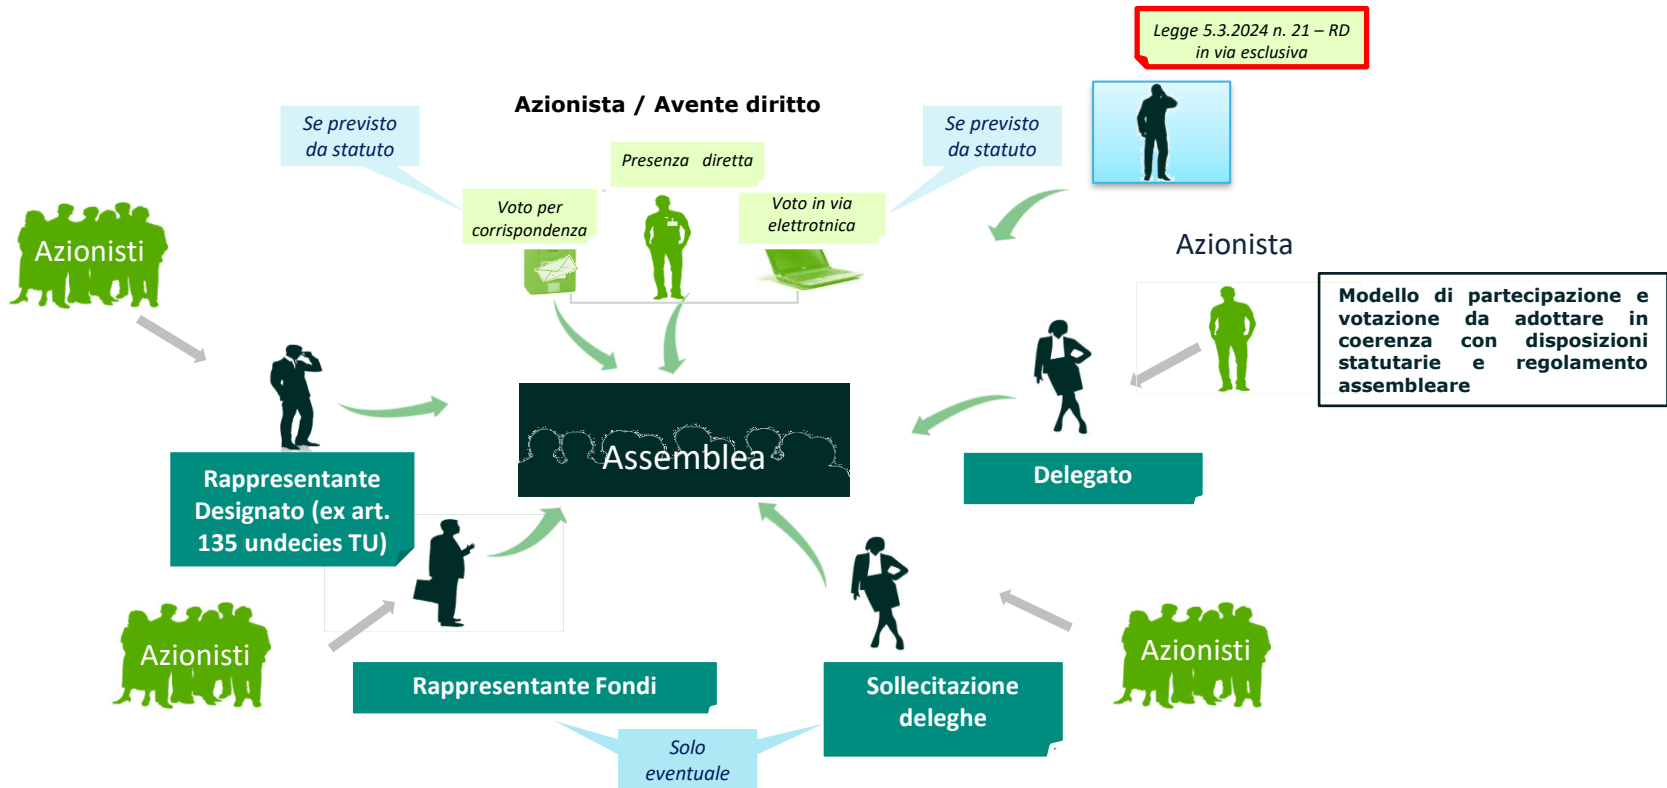 Legge 5.3.2024 n. 21 – RD
in via esclusiva
Azionista / Avente diritto
Se previsto
da statuto
Presenza diretta
Se previsto
da statuto
Voto per
corrispondenza
Voto in via
elettrotnica
Azionisti
Azionista
Modello di partecipazione e
votazione da adottare in
coerenza con disposizioni
statutarie e regolamento
assembleare
Assemblea
Rappresentante
Designato (ex art.
135 undecies TU)
Delegato
Azionisti
Azionisti
Rappresentante Fondi
Sollecitazione
deleghe
Solo
eventuale